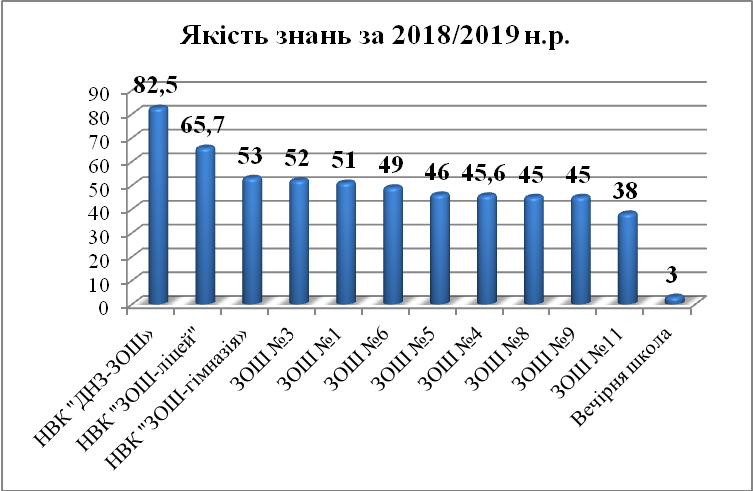 Якість знань за 2018/2019 н.р.
90
80
70
60
50
40
30
20
10
0
82,5
65,7
53
52
51
49
46
45,6
45
45
38
3
НВК "ДНЗ-ЗОШ»
НВК "ЗОШ-ліцей"
НВК "ЗОШ-гімназія»
ЗОШ №3
ЗОШ №1
ЗОШ №6
ЗОШ №5
ЗОШ №4
ЗОШ №8
ЗОШ №9
ЗОШ №11
Вечірня школа